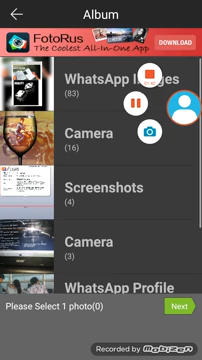 Album
FotoRus
The Coolest All-In-One App
DOWNLOAD
WhatsApp Images
(83)
Camera
(16)
Screenshots
(4)
Camera
(3)
WhatsApp Profile
Please Select 1 photo(0)
Next
Recorded by Mobizen